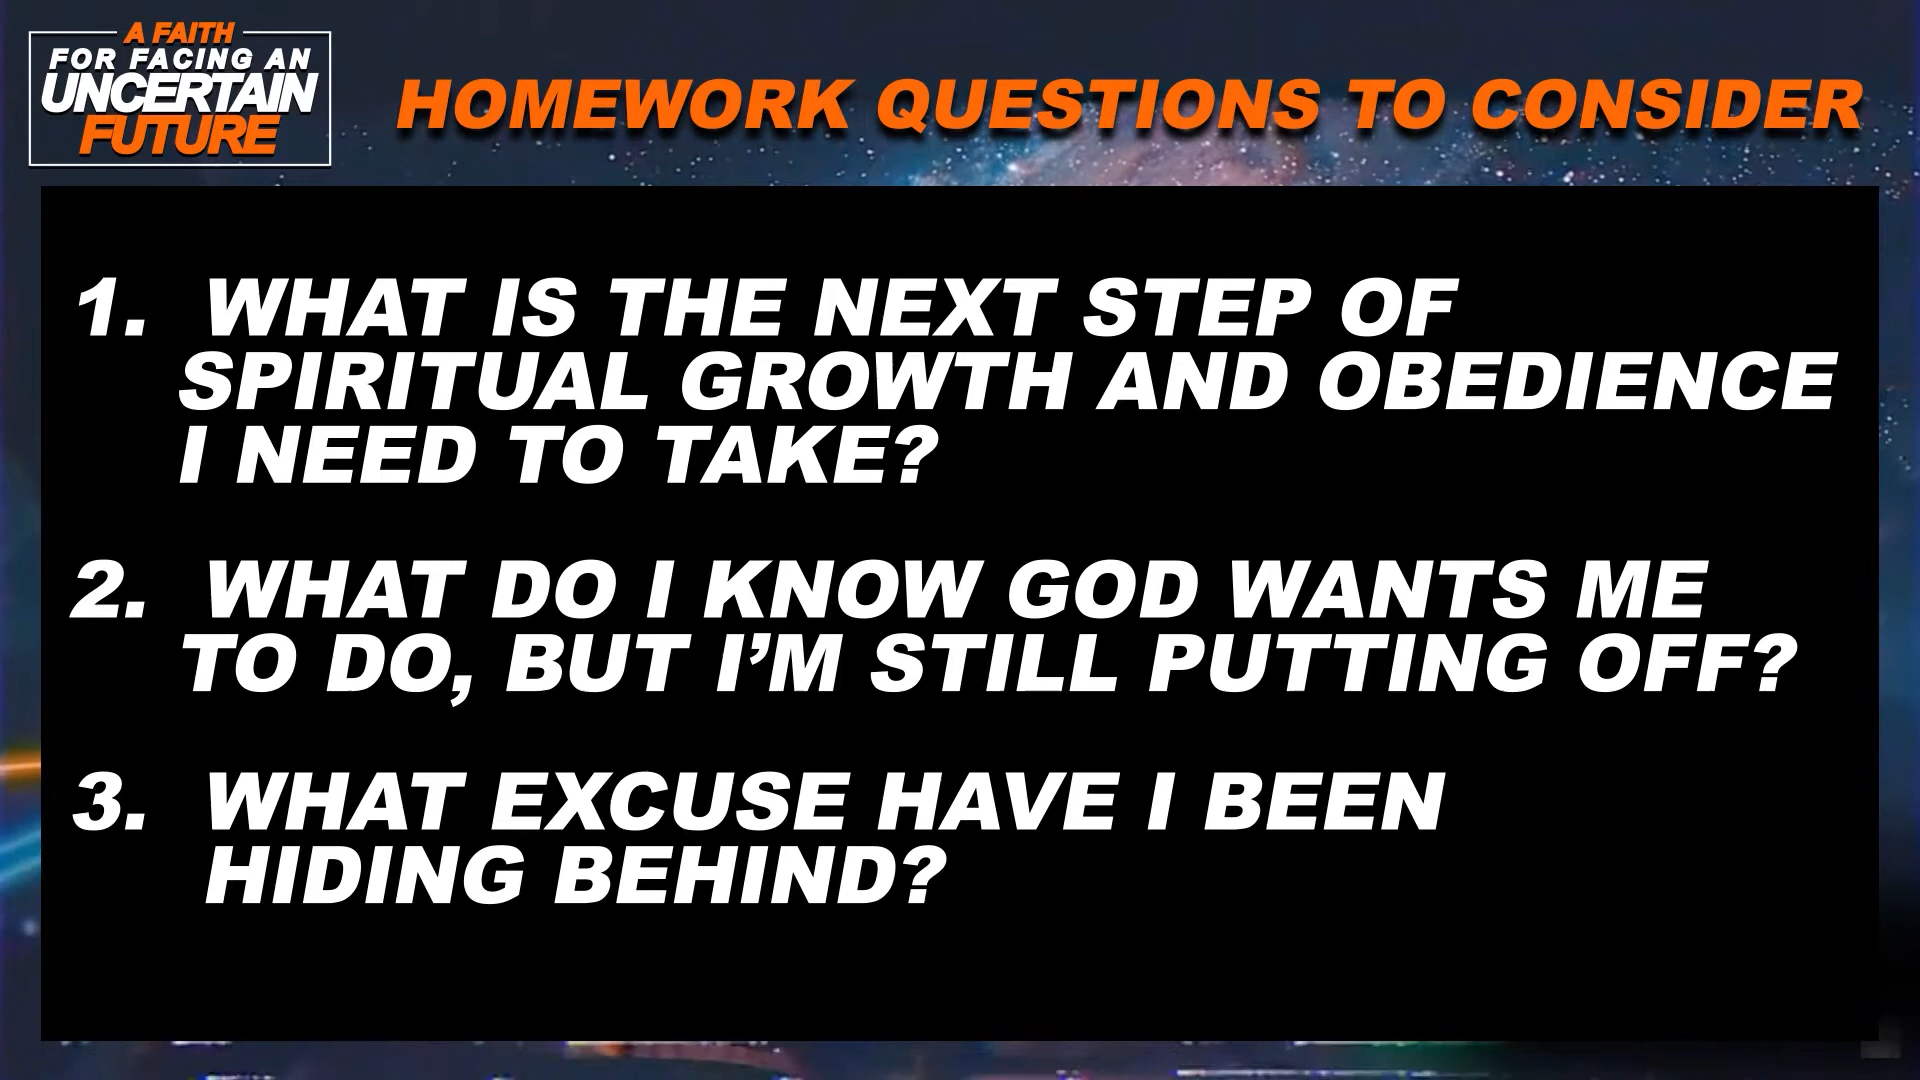 A FAITH
FOR FACING AN
UNCERTAIN
FUTURE
HOMEWORK QUESTIONS TO CONSIDER
1. WHAT IS THE NEXT STEP OF
SPIRITUAL GROWTH AND OBEDIENCE
I NEED TO TAKE?
2. WHAT DO I KNOW GOD WANTS ME
TO DO, BUT I’M STILL PUTTING OFF?
3. WHAT EXCUSE HAVE I BEEN
HIDING BEHIND?